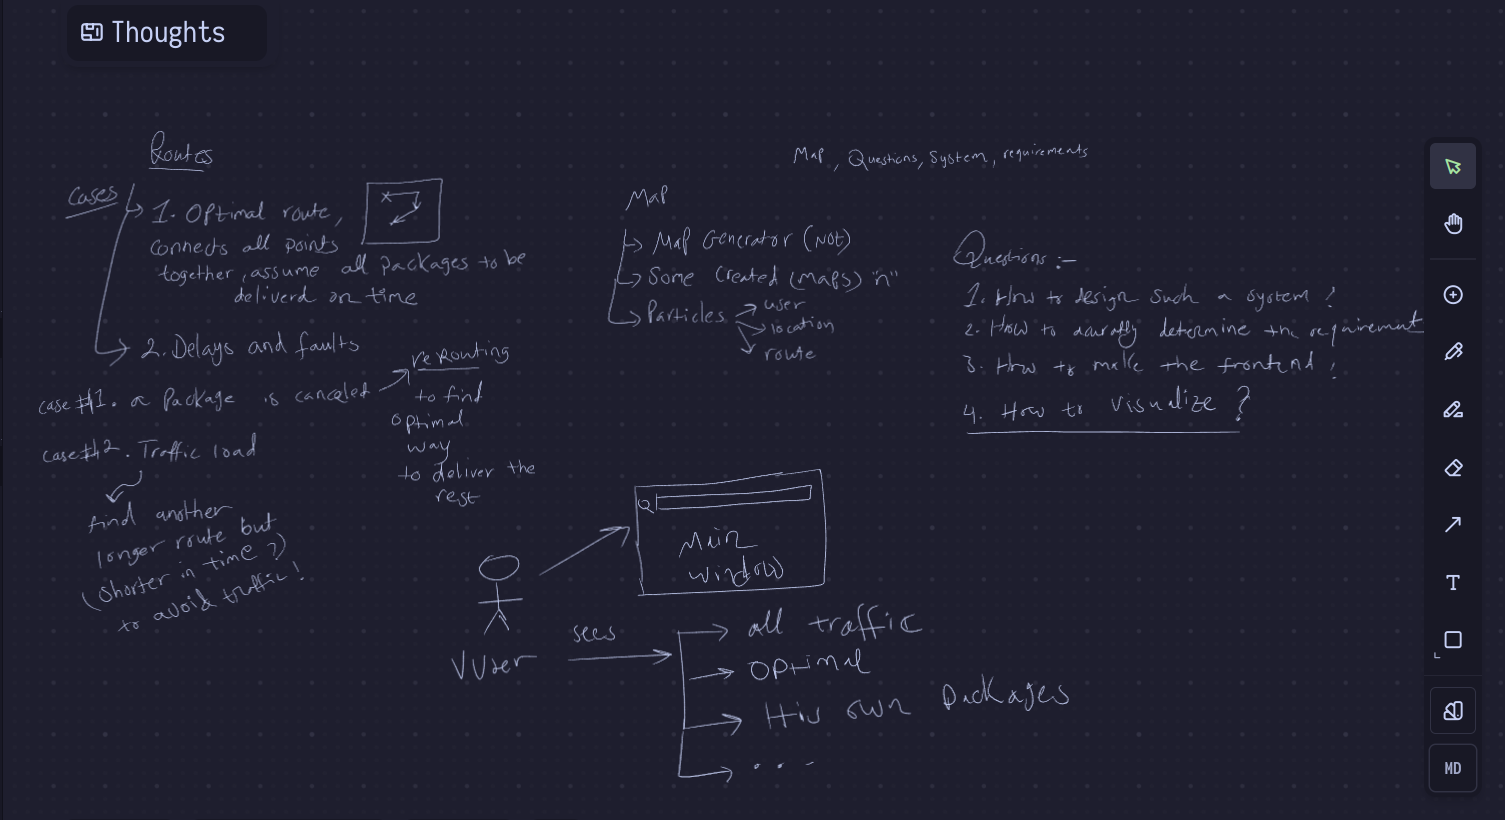 Thoughts
Routes
Cases
1. Optimal route,
connects all points
together, assume all packages to be
deliverd on time
2. Delays and faults
case #1. a package is canceled
rerouting
to find
optimal
way
to deliver the
rest
case #2. Traffic load
find another
longer route but
(shorter in time?)
to avoid traffic!
Map, Questions, System, requirements
Map
Map Generator (NOT)
Some Created (maps) "n"
Particles
user
location
route
Questions :-
1. How to design such a system?
2. How to determine the requirement
3. How to make the frontend!
4. How to visualize?
Main
window
sees
all traffic
optimal
His own packages
...
T
MD